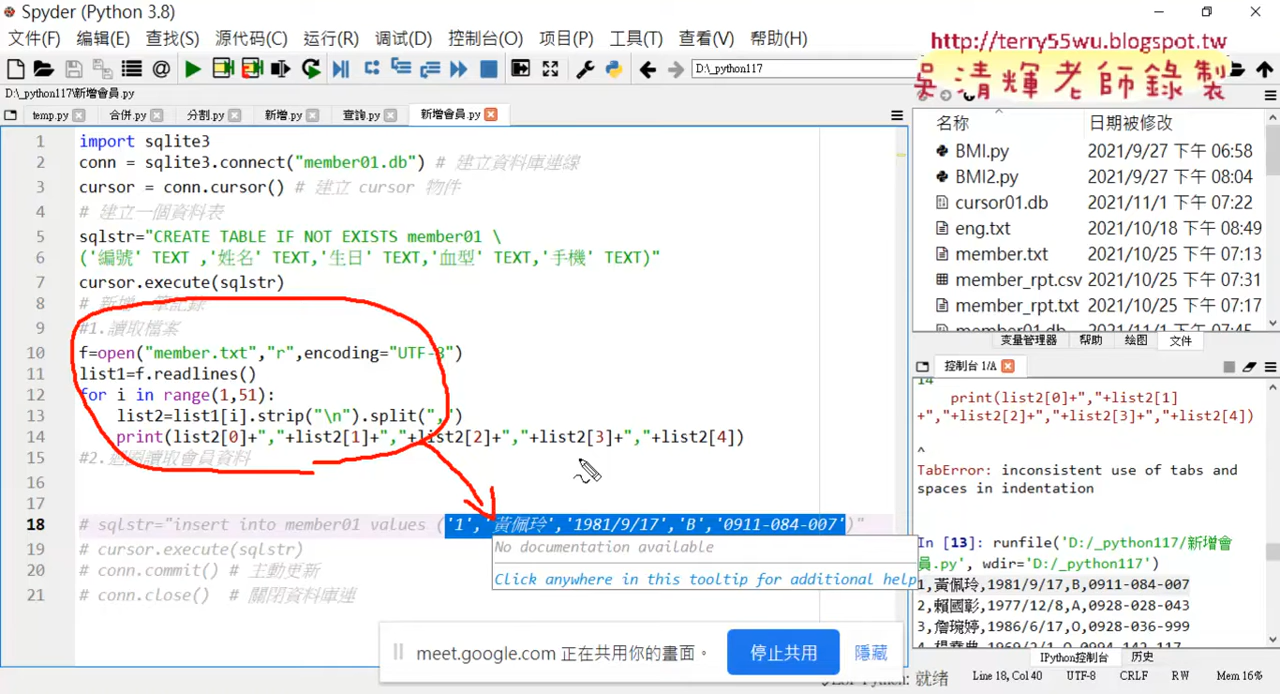 Spyder (Python 3.8)
文件(F) 编辑(E) 查找(S) 源代码(C) 运行(R) 调试(D) 控制台(O) 项目(P) 工具(T) 查看(V) 帮助(H)
http://terry55wu.blogspot.tw
吳清輝老師錄製
D:\_python117
D:\_python117\新增會員.py
temp.py 合併.py 分割.py 新增.py 查詢.py 新增會員.py
1 import sqlite3
2 conn = sqlite3.connect("member01.db") # 建立資料庫連線
3 cursor = conn.cursor() # 建立 cursor 物件
4 # 建立一個資料表
5 sqlstr="CREATE TABLE IF NOT EXISTS member01 \
6 ('編號' TEXT ,'姓名' TEXT,'生日' TEXT,'血型' TEXT,'手機' TEXT)"
7 cursor.execute(sqlstr)
8 # 新增一筆記錄
9 #1.讀取檔案
10 f=open("member.txt","r",encoding="UTF-8")
11 list1=f.readlines()
12 for i in range(1,51):
13 list2=list1[i].strip("\n").split(",")
14 print(list2[0]+","+list2[1]+","+list2[2]+","+list2[3]+","+list2[4])
15 #2.迴圈讀取會員資料
16
17
18 # sqlstr="insert into member01 values ('1','黃佩玲','1981/9/17','B','0911-084-007')"
19 # cursor.execute(sqlstr)
20 # conn.commit() # 主動更新
21 # conn.close() # 關閉資料庫連
No documentation available
Click anywhere in this tooltip for additional help
meet.google.com 正在共用你的畫面。 停止共用 隱藏
名称 日期被修改
BMI.py 2021/9/27 下午 06:58
BMI2.py 2021/9/27 下午 08:04
cursor01.db 2021/11/1 下午 07:22
eng.txt 2021/10/18 下午 08:49
member.txt 2021/10/25 下午 07:13
member_rpt.csv 2021/10/25 下午 07:31
member_rpt.txt 2021/10/25 下午 07:17
member01.db 2021/11/1 下午 07:45
变量管理器 帮助 绘图 文件
控制台 1/A
14
print(list2[0]+","+list2[1]
+","+list2[2]+","+list2[3]+","+list2[4])
^
TabError: inconsistent use of tabs and
spaces in indentation
In [13]: runfile('D:/_python117/新增會
員.py', wdir='D:/_python117')
1,黃佩玲,1981/9/17,B,0911-084-007
2,賴國彰,1977/12/8,A,0928-028-043
3,詹琬婷,1986/6/17,O,0928-036-999
IPython控制台 历史
Line 18, Col 40 UTF-8 CRLF RW Mem 16%